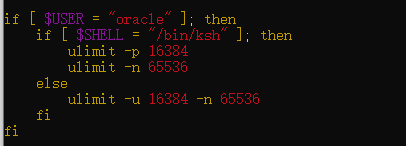 if [ $USER = "oracle" ]; then
    if [ $SHELL = "/bin/ksh" ]; then
        ulimit -p 16384
        ulimit -n 65536
    else
        ulimit -u 16384 -n 65536
    fi
fi